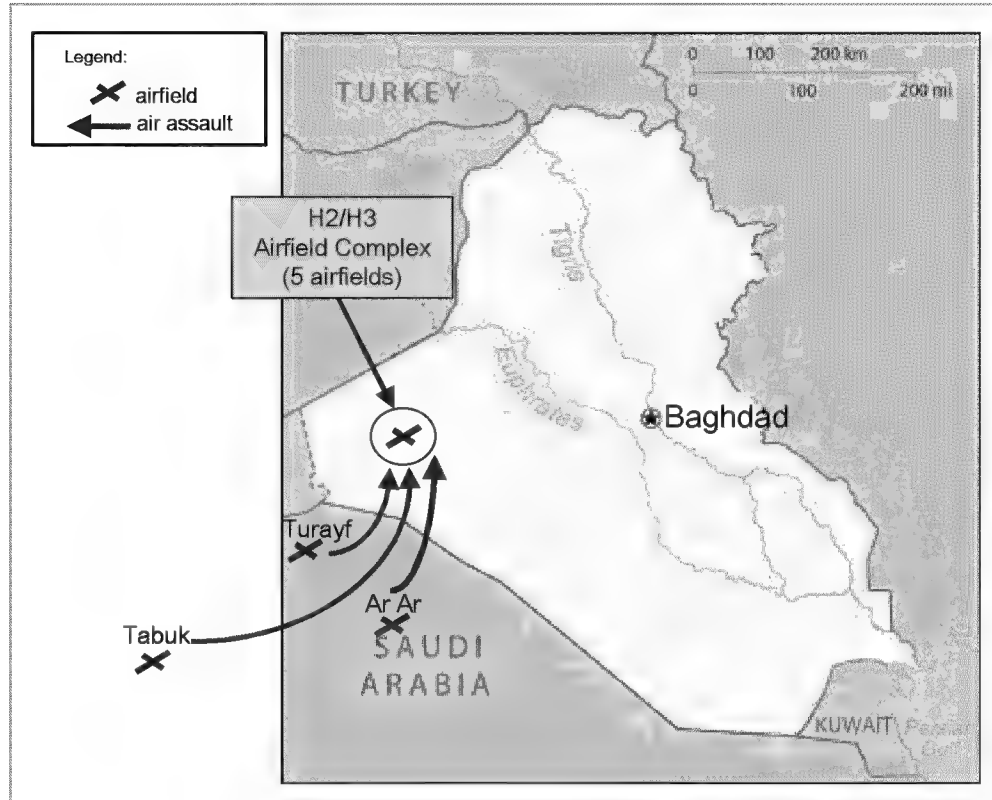 Legend:
airfield
air assault
0 100 200 km
0 100 200 mi
TURKEY
H2/H3
Airfield Complex
(5 airfields)
Tigris
Euphrates
Baghdad
Turayf
Ar Ar
Tabuk
SAUDI
ARABIA
KUWAIT